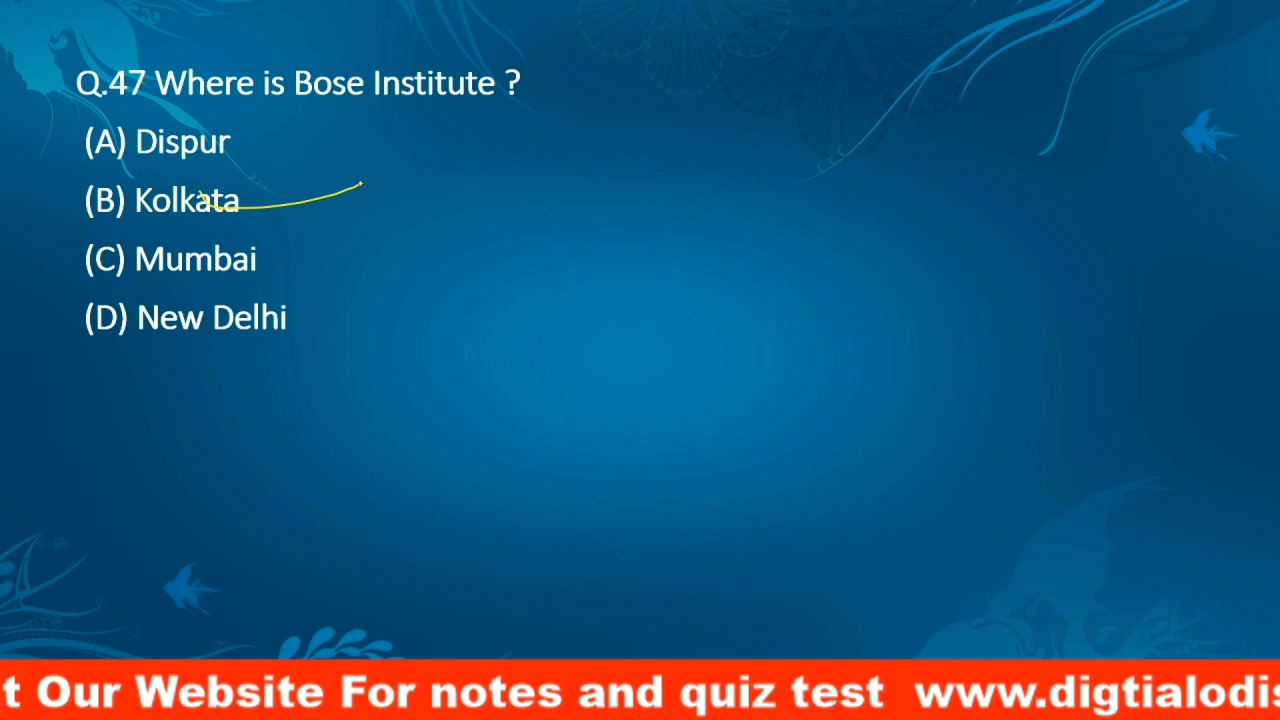 Q.47 Where is Bose Institute ?
(A) Dispur
(B) Kolkata
(C) Mumbai
(D) New Delhi
t Our Website For notes and quiz test www.digtialodis